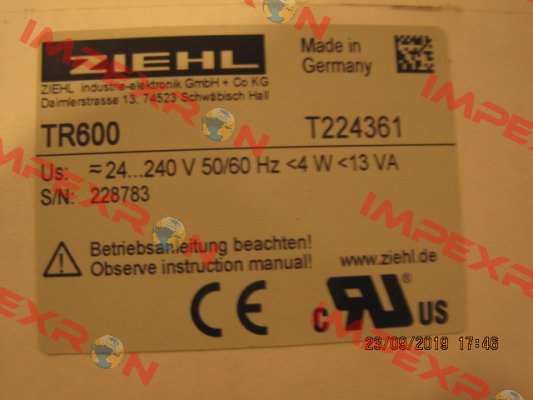 ZIEHL
Made in
Germany
ZIEHL industrie-elektronik GmbH + Co KG
Daimlerstrasse 13, 74523 Schwäbisch Hall
TR600 T224361
Us: ≂ 24...240 V 50/60 Hz <4 W <13 VA
S/N: 228783
Betriebsanleitung beachten!
Observe instruction manual!
www.ziehl.de
CE
c RU ® US
23/09/2019 17:46
IMPEXRON
IMPEXRON
IMPEXRON
IMPEXRON
IMPEXRON